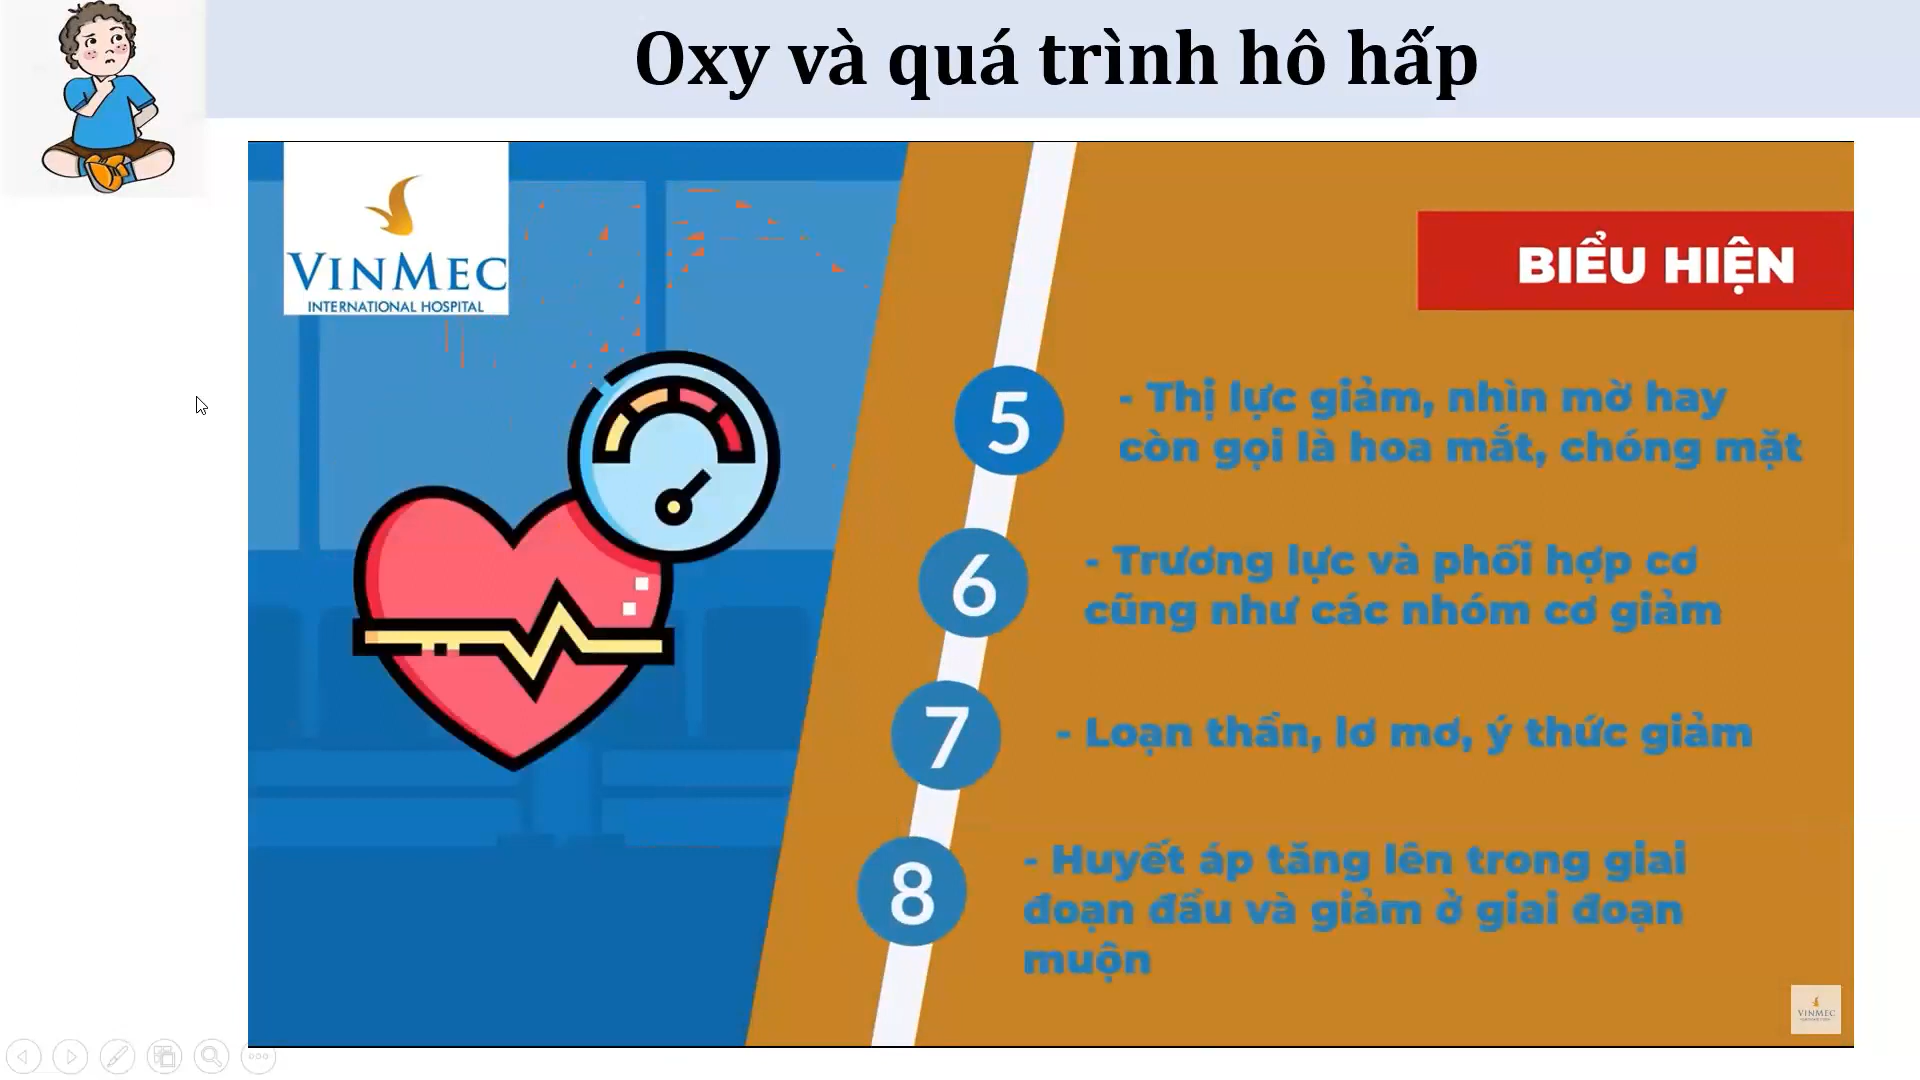 Oxy và quá trình hô hấp
VINMEC
INTERNATIONAL HOSPITAL
BIỂU HIỆN
5
- Thị lực giảm, nhìn mờ hay
còn gọi là hoa mắt, chóng mặt
6
- Trương lực và phối hợp cơ
cũng như các nhóm cơ giảm
7
- Loạn thần, lơ mơ, ý thức giảm
8
- Huyết áp tăng lên trong giai
đoạn đầu và giảm ở giai đoạn
muộn
VINMEC